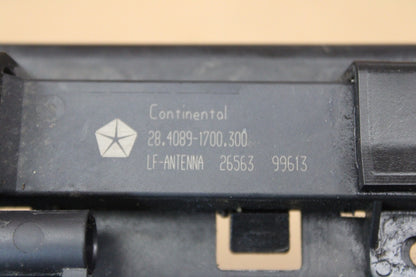 Continental
28.4089-1700.300
LF-ANTENNA 26563 99613